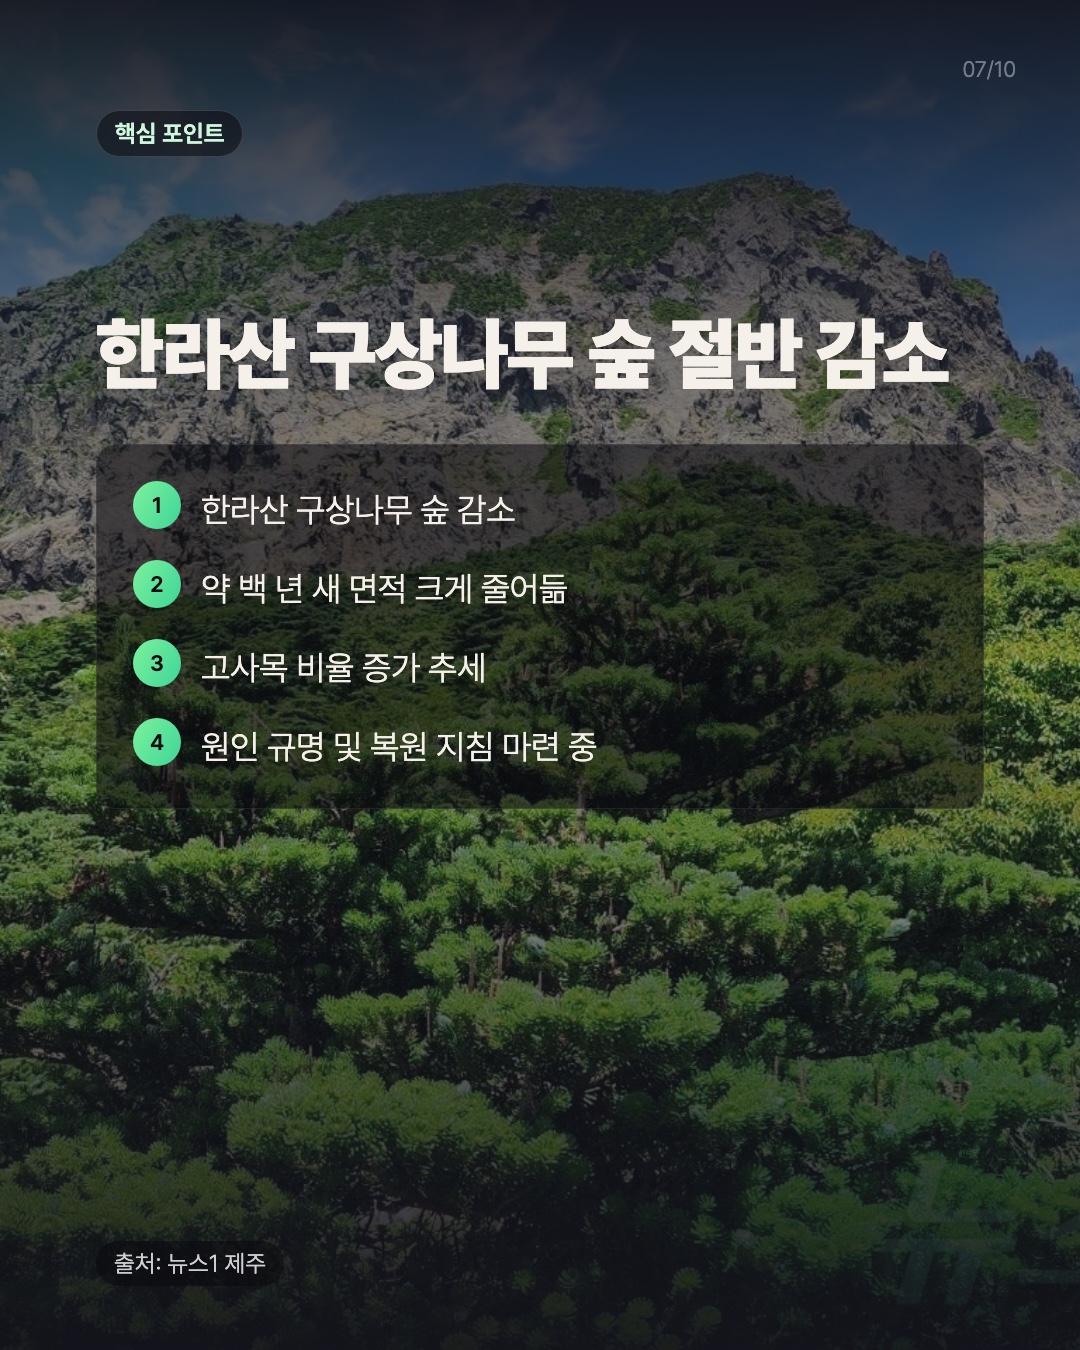 07/10
핵심 포인트
한라산 구상나무 숲 절반 감소
1 한라산 구상나무 숲 감소
2 약 백 년 새 면적 크게 줄어듦
3 고사목 비율 증가 추세
4 원인 규명 및 복원 지침 마련 중
출처: 뉴스1 제주